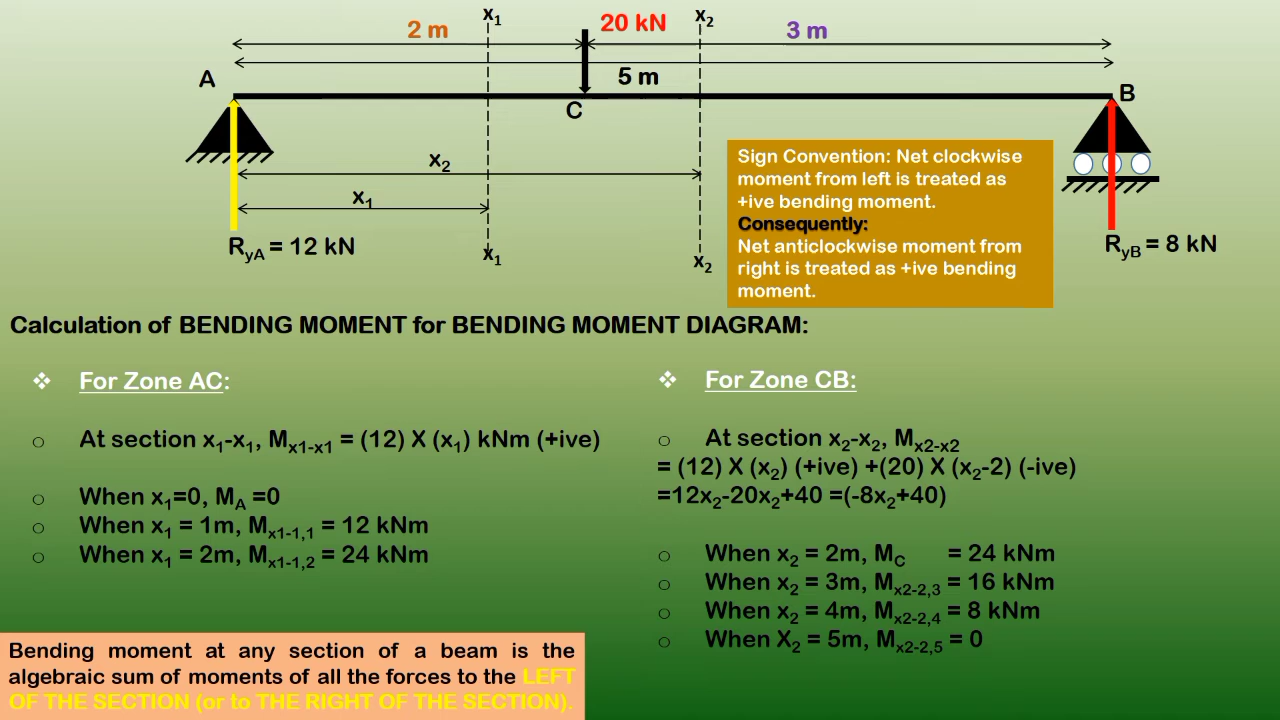 x1
20 kN
x2
2 m
3 m
5 m
A
B
C
x2
x1
RyA = 12 kN
x1
x2
RyB = 8 kN
Sign Convention: Net clockwise
moment from left is treated as
+ive bending moment.
Consequently:
Net anticlockwise moment from
right is treated as +ive bending
moment.
Calculation of BENDING MOMENT for BENDING MOMENT DIAGRAM:
❖ For Zone AC:
o At section x1-x1, Mx1-x1 = (12) X (x1) kNm (+ive)
o When x1=0, MA =0
o When x1 = 1m, Mx1-1,1 = 12 kNm
o When x1 = 2m, Mx1-1,2 = 24 kNm
❖ For Zone CB:
o At section x2-x2, Mx2-x2
= (12) X (x2) (+ive) +(20) X (x2-2) (-ive)
=12x2-20x2+40 =(-8x2+40)
o When x2 = 2m, MC = 24 kNm
o When x2 = 3m, Mx2-2,3 = 16 kNm
o When x2 = 4m, Mx2-2,4 = 8 kNm
o When X2 = 5m, Mx2-2,5 = 0
Bending moment at any section of a beam is the
algebraic sum of moments of all the forces to the LEFT
OF THE SECTION (or to THE RIGHT OF THE SECTION).